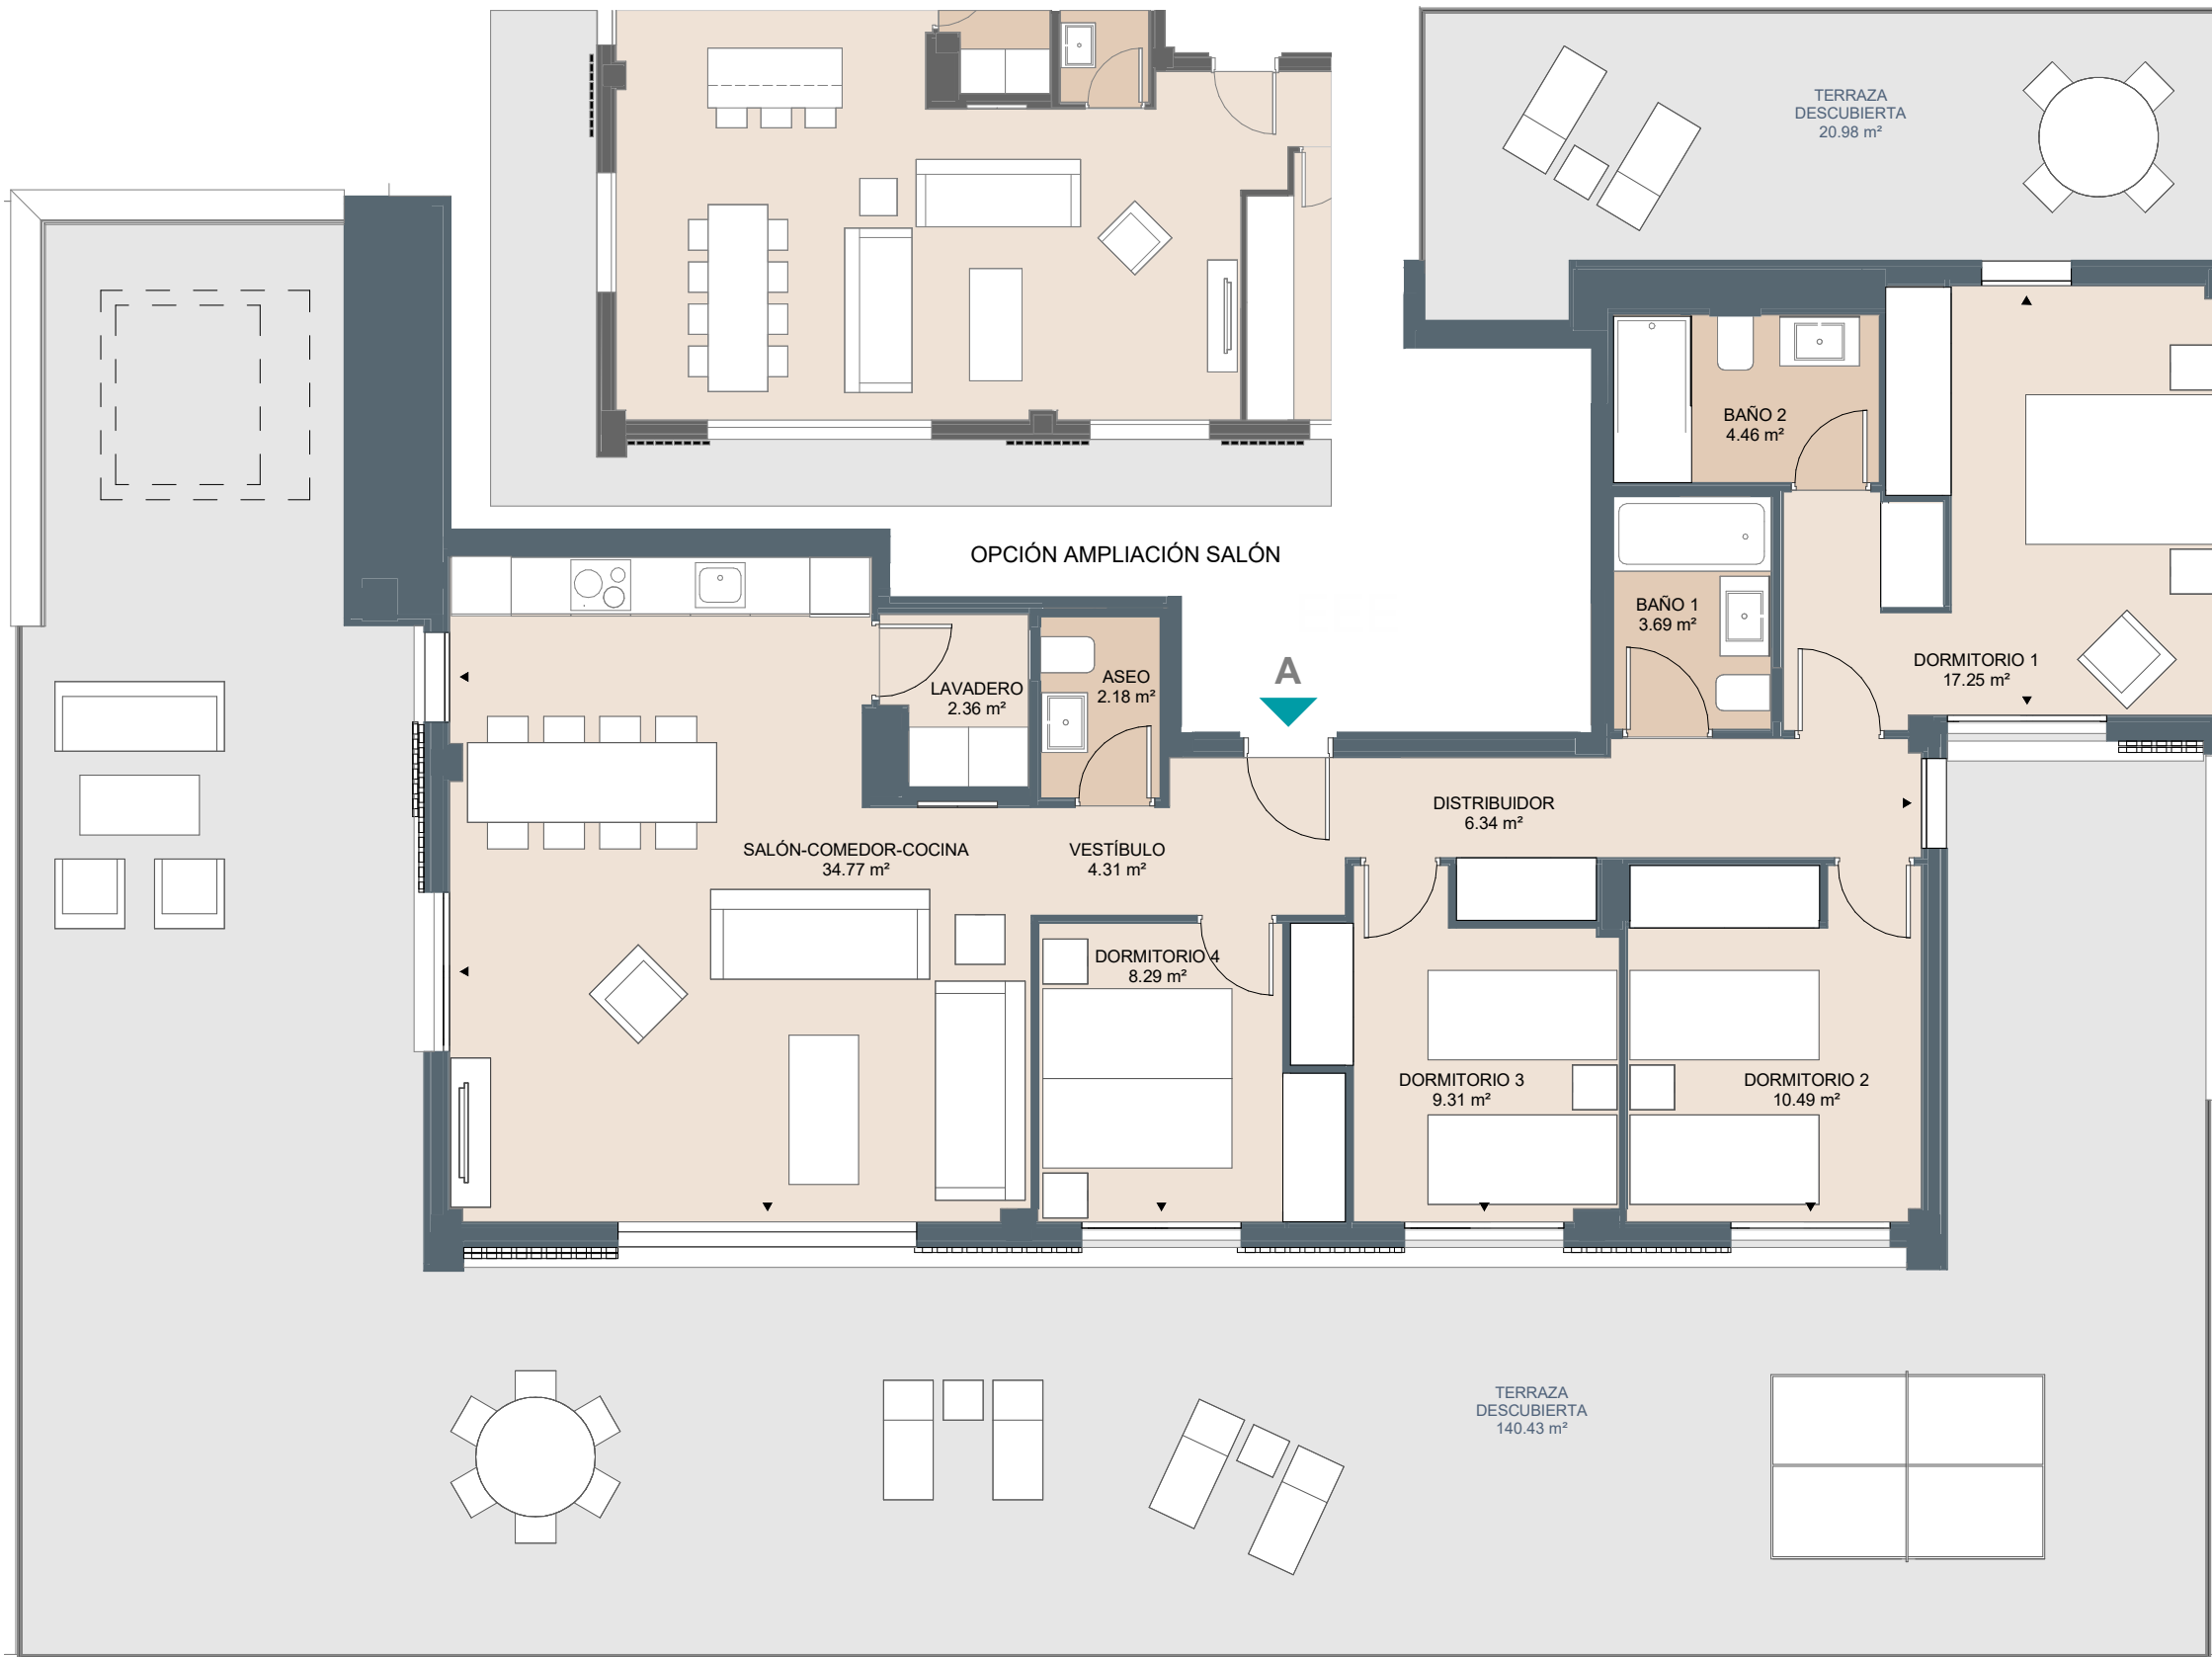 TERRAZA
DESCUBIERTA
20.98 m²
BAÑO 2
4.46 m²
OPCIÓN AMPLIACIÓN SALÓN
BAÑO 1
3.69 m²
A
DORMITORIO 1
17.25 m²
LAVADERO
2.36 m²
ASEO
2.18 m²
DISTRIBUIDOR
6.34 m²
SALÓN-COMEDOR-COCINA
34.77 m²
VESTÍBULO
4.31 m²
DORMITORIO 4
8.29 m²
DORMITORIO 3
9.31 m²
DORMITORIO 2
10.49 m²
TERRAZA
DESCUBIERTA
140.43 m²